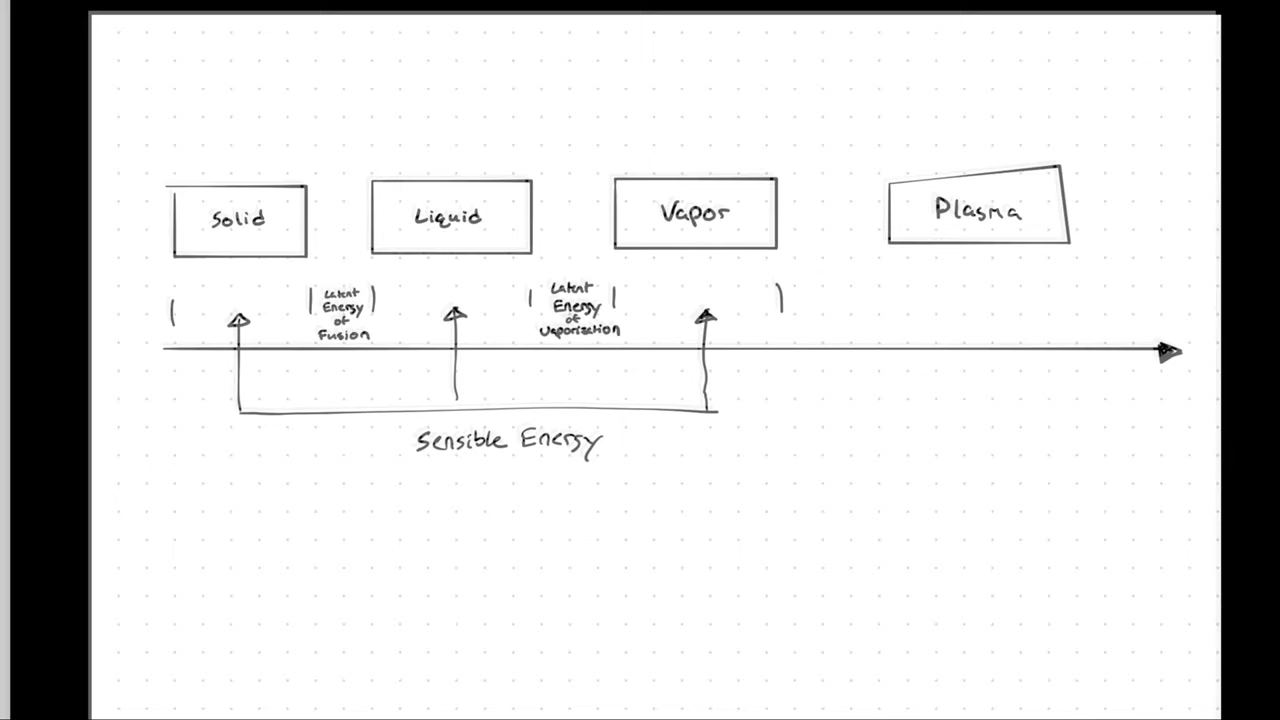 Solid
Liquid
Vapor
Plasma
Latent
Energy
of
Fusion
Latent
Energy
of
Vaporization
Sensible Energy